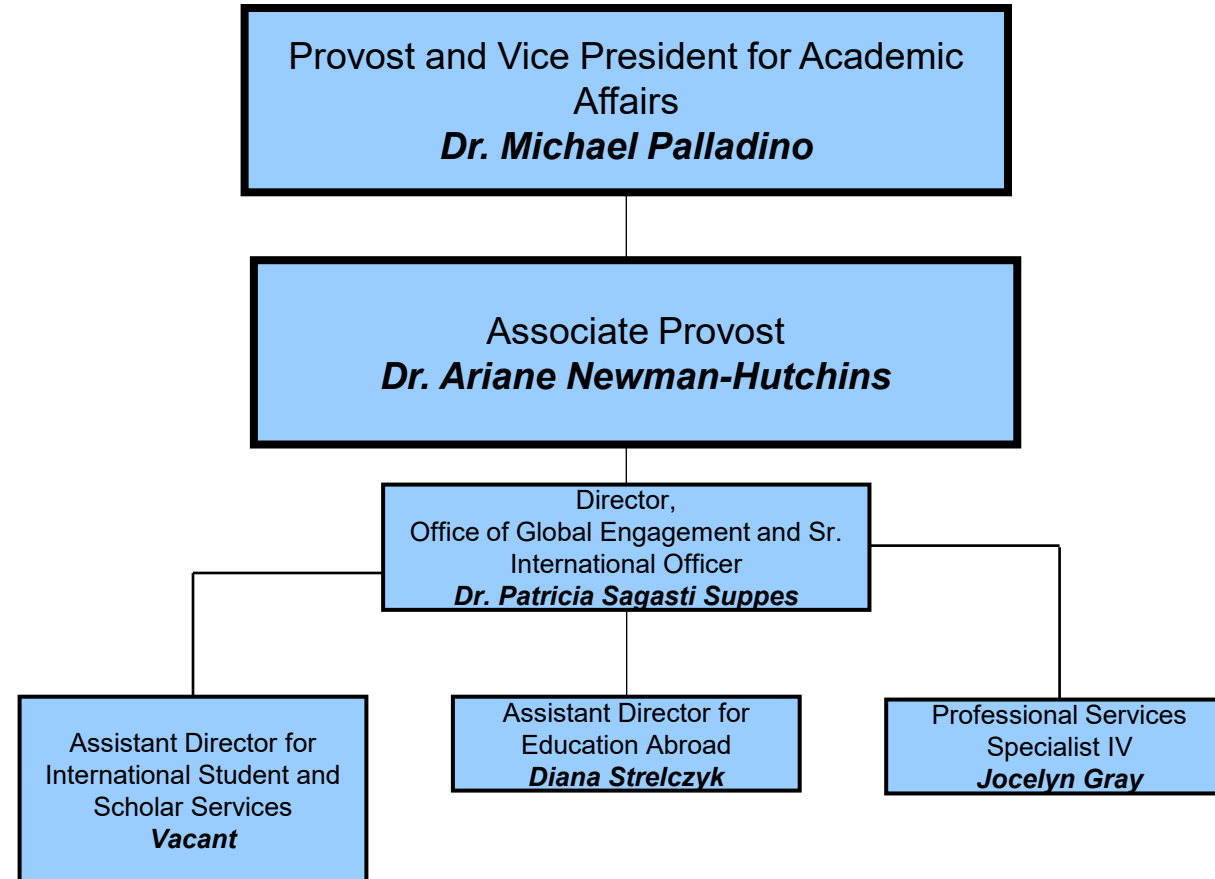 Provost and Vice President for Academic
Affairs
Dr. Michael Palladino
Associate Provost
Dr. Ariane Newman-Hutchins
Director,
Office of Global Engagement and Sr.
International Officer
Dr. Patricia Sagasti Suppes
Assistant Director for
International Student and
Scholar Services
Vacant
Assistant Director for
Education Abroad
Diana Strelczyk
Professional Services
Specialist IV
Jocelyn Gray